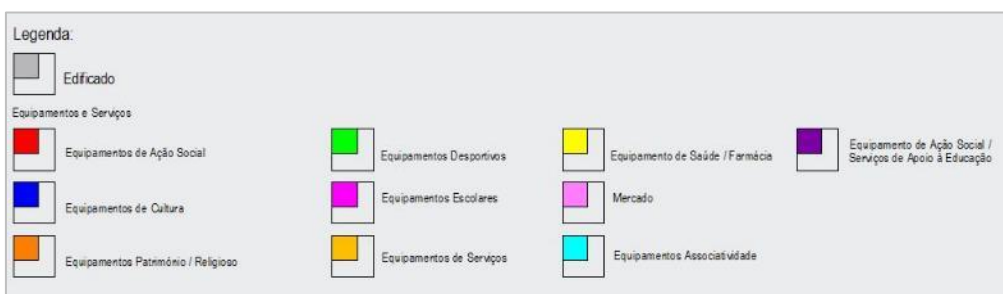 Legenda:
Edificado
Equipamentos e Serviços
Equipamentos de Ação Social
Equipamentos Desportivos
Equipamento de Saúde / Farmácia
Equipamento de Ação Social /
Serviços de Apoio à Educação
Equipamentos de Cultura
Equipamentos Escolares
Mercado
Equipamentos Património / Religioso
Equipamentos de Serviços
Equipamentos Associatividade